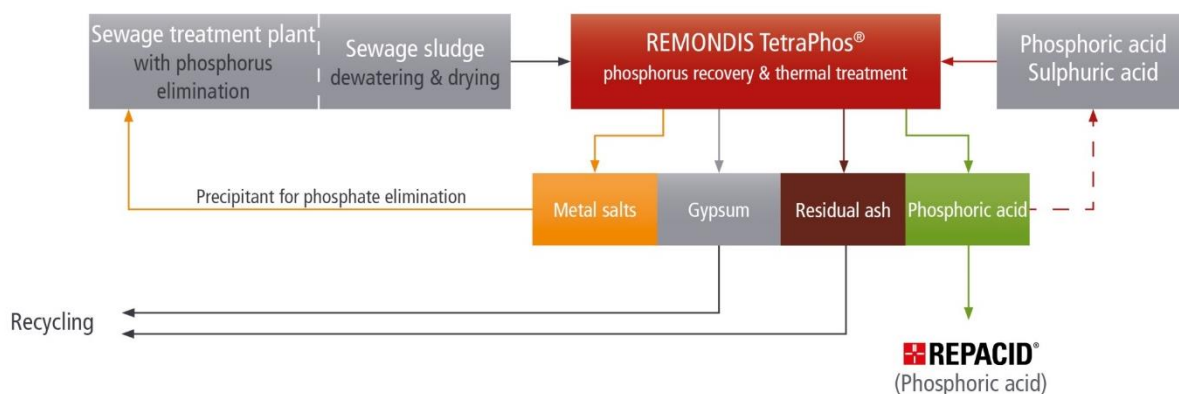 Sewage treatment plant
with phosphorus
elimination
Sewage sludge
dewatering & drying
REMONDIS TetraPhos®
phosphorus recovery & thermal treatment
Phosphoric acid
Sulphuric acid
Precipitant for phosphate elimination
Metal salts
Gypsum
Residual ash
Phosphoric acid
Recycling
REPACID®
(Phosphoric acid)